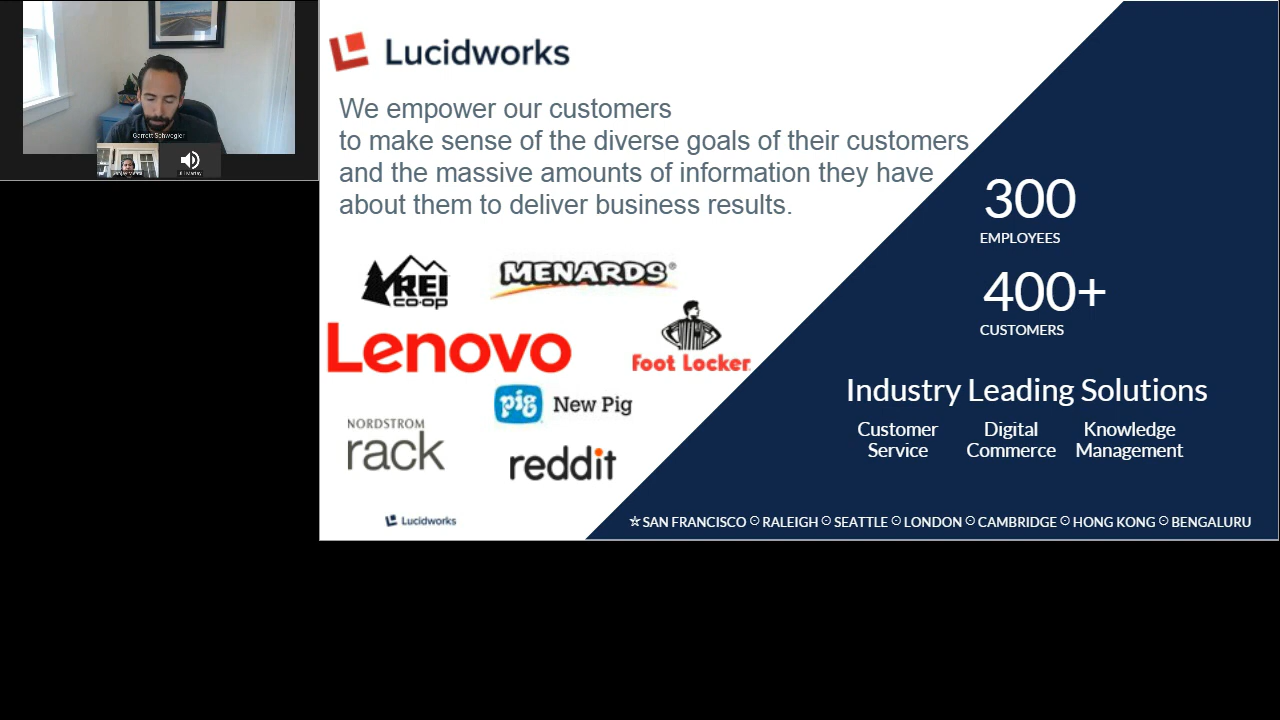 Garrett Schwegler
Lucidworks
We empower our customers
to make sense of the diverse goals of their customers
and the massive amounts of information they have
about them to deliver business results.
REI
CO·OP
MENARDS®
Lenovo
Foot Locker
pig New Pig
NORDSTROM
rack
reddit
Lucidworks
300
EMPLOYEES
400+
CUSTOMERS
Industry Leading Solutions
Customer
Service
Digital
Commerce
Knowledge
Management
SAN FRANCISCO RALEIGH SEATTLE LONDON CAMBRIDGE HONG KONG BENGALURU